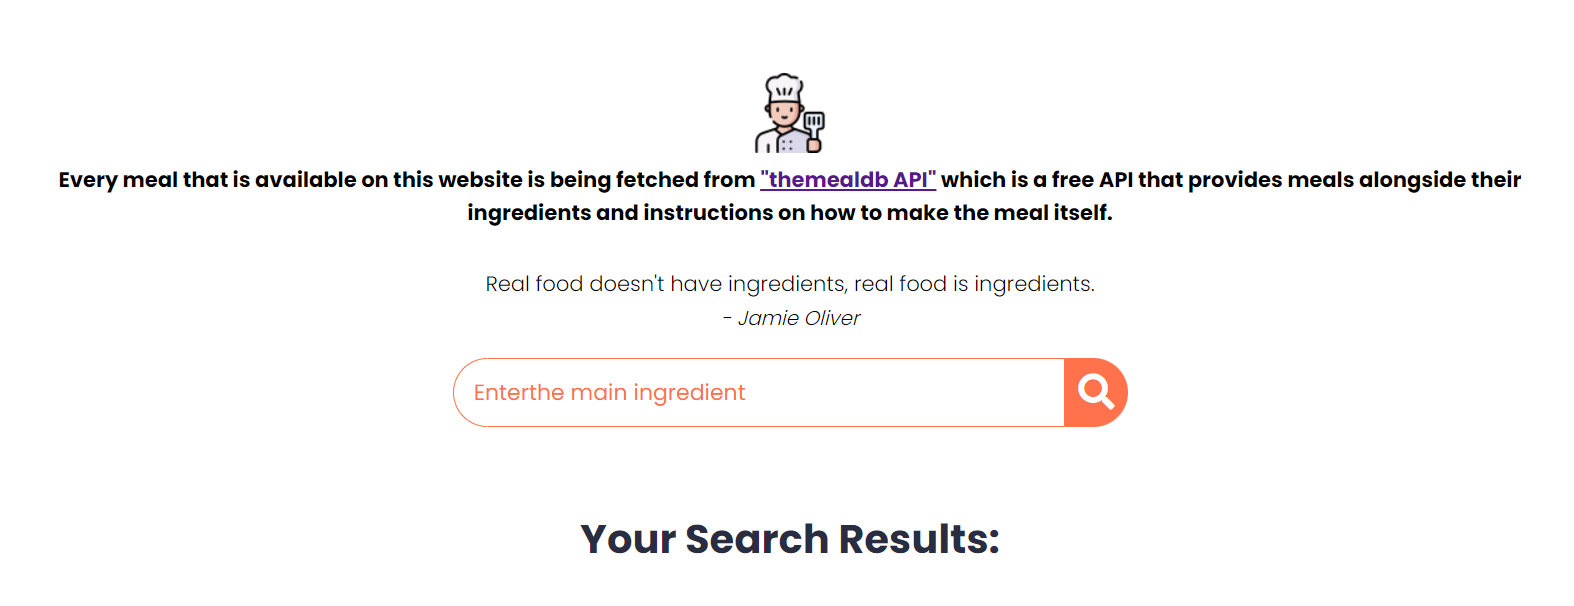 Every meal that is available on this website is being fetched from "themealdb API" which is a free API that provides meals alongside their
ingredients and instructions on how to make the meal itself.
Real food doesn't have ingredients, real food is ingredients.
- Jamie Oliver
Enterthe main ingredient
Your Search Results: